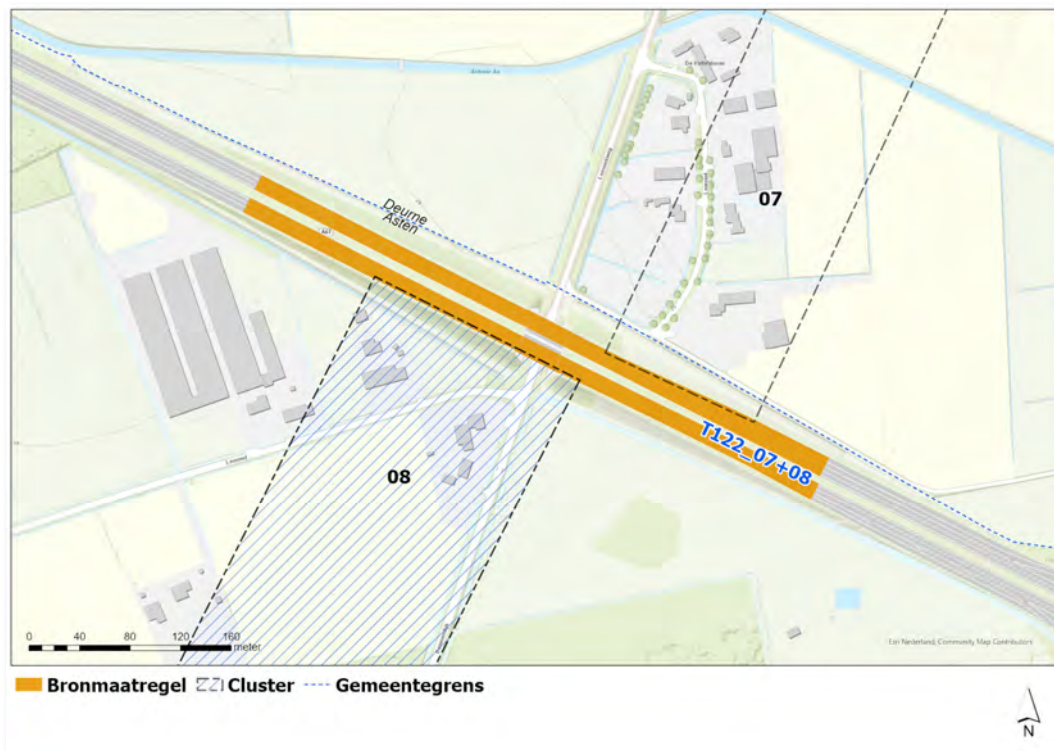 Deurne
Asten
07
T122_07+08
08
0 40 80 120 160
meter
Esri Nederland, Community Map Contributors
Bronmaatregel
Cluster
Gemeentegrens
N